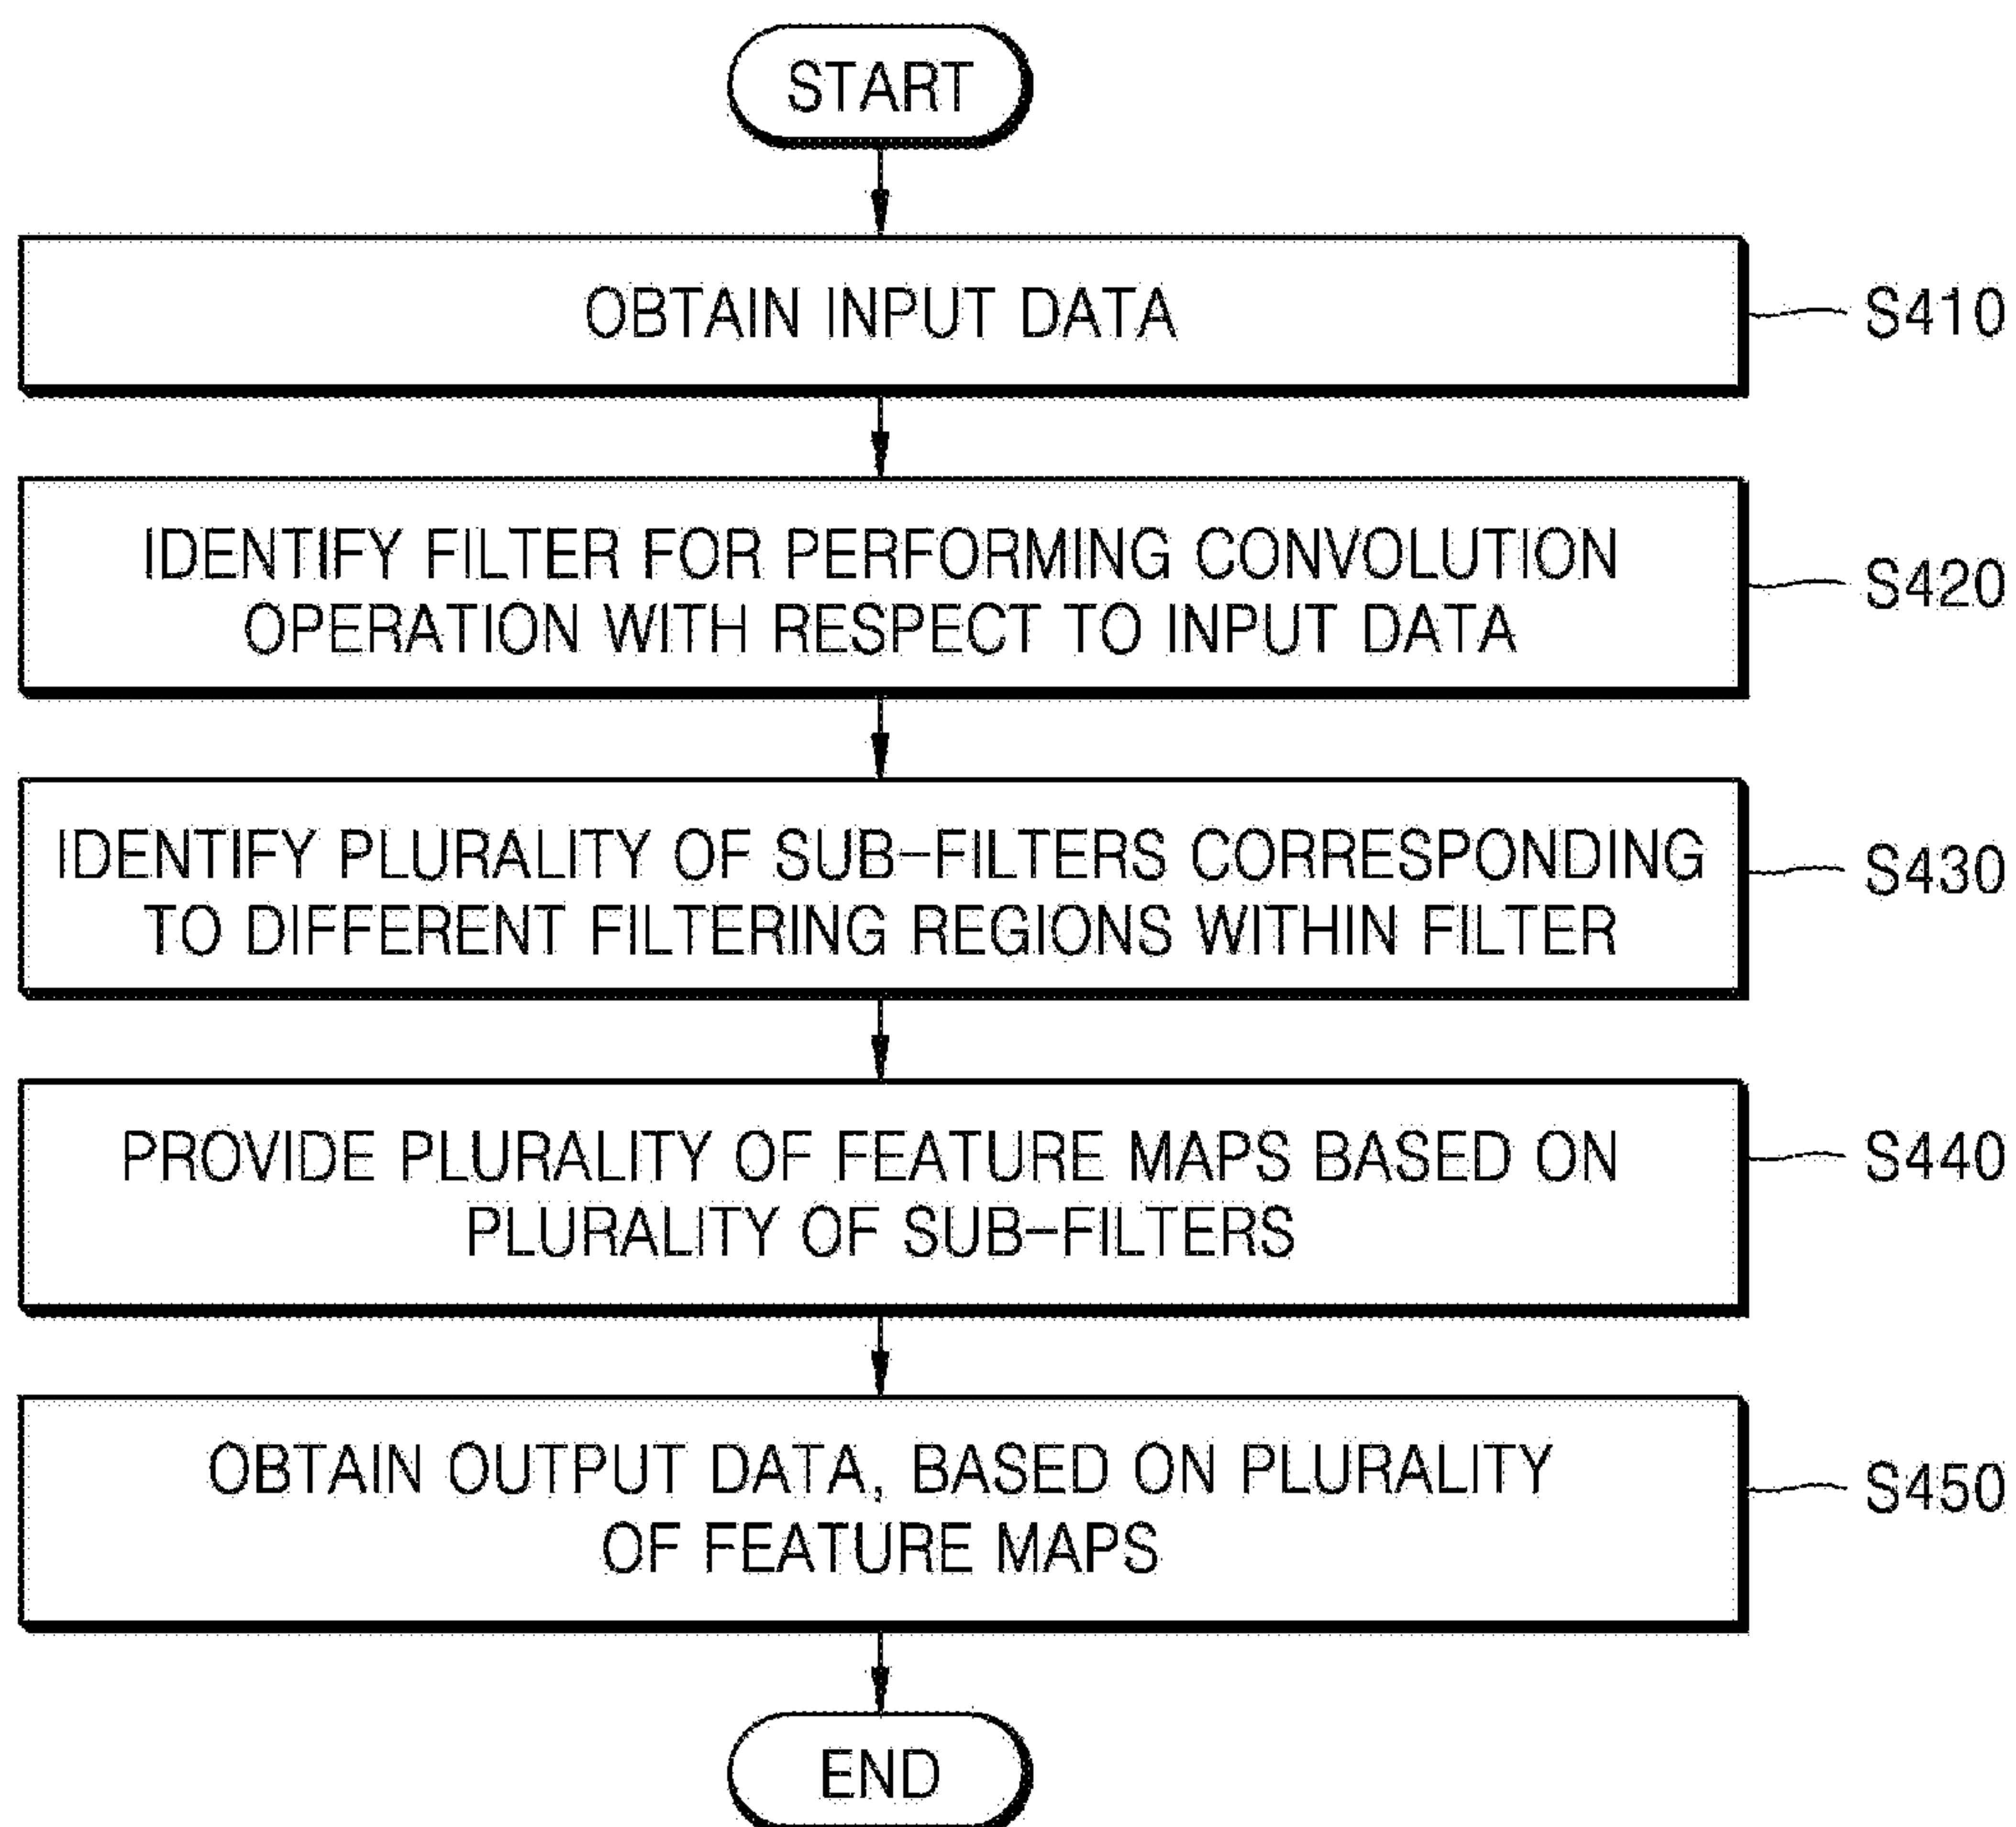 START
OBTAIN INPUT DATA
S410
IDENTIFY FILTER FOR PERFORMING CONVOLUTION
OPERATION WITH RESPECT TO INPUT DATA
S420
IDENTIFY PLURALITY OF SUB-FILTERS CORRESPONDING
TO DIFFERENT FILTERING REGIONS WITHIN FILTER
S430
PROVIDE PLURALITY OF FEATURE MAPS BASED ON
PLURALITY OF SUB-FILTERS
S440
OBTAIN OUTPUT DATA, BASED ON PLURALITY
OF FEATURE MAPS
S450
END